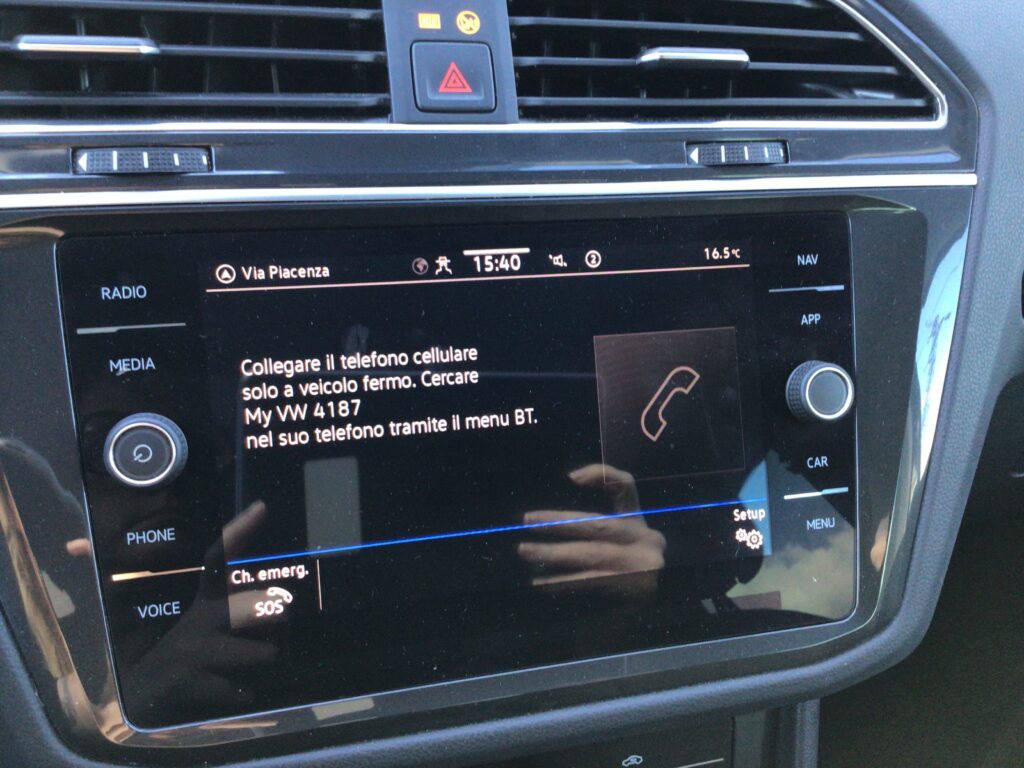 Via Piacenza
15:40
2
16.5°C
RADIO
MEDIA
PHONE
VOICE
Collegare il telefono cellulare
solo a veicolo fermo. Cercare
My VW 4187
nel suo telefono tramite il menu BT.
Ch. emerg.
SOS
Setup
NAV
APP
CAR
MENU